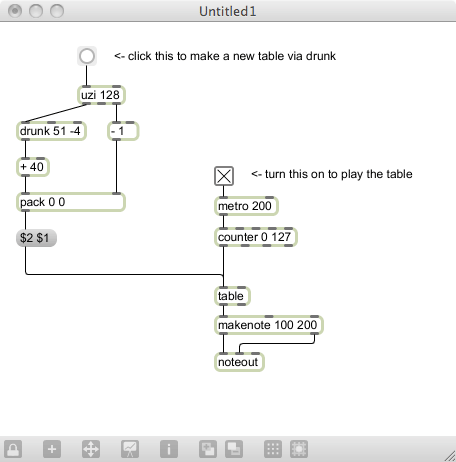 Untitled1
<- click this to make a new table via drunk
uzi 128
drunk 51 -4
- 1
+ 40
<- turn this on to play the table
pack 0 0
metro 200
$2 $1
counter 0 127
table
makenote 100 200
noteout